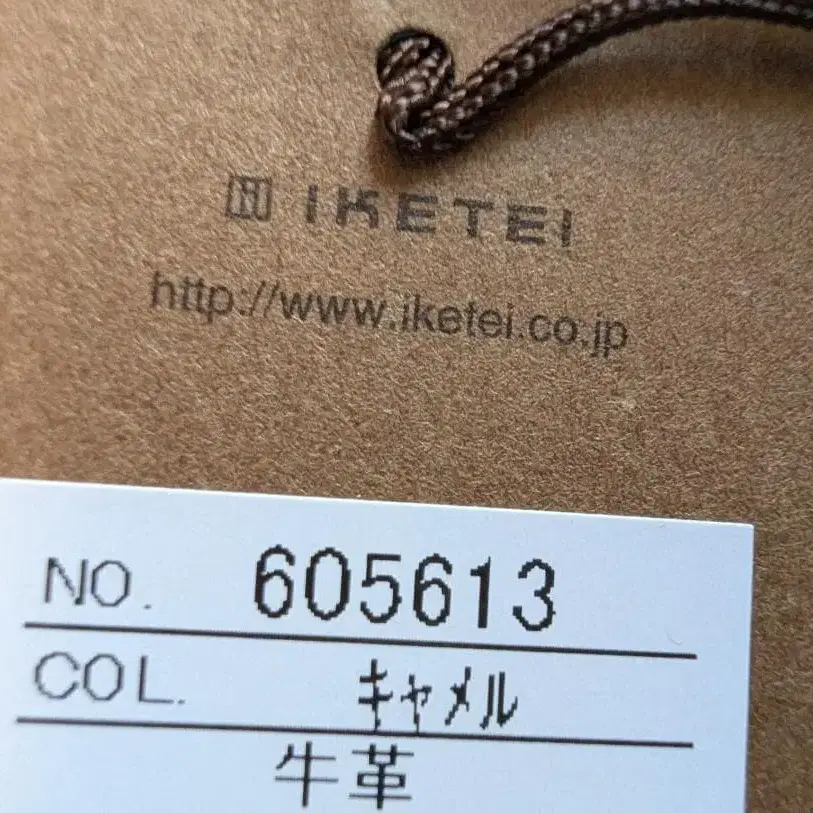 IKETEI
http://www.iketei.co.jp
NO. 605613
COL. キャメル
牛革